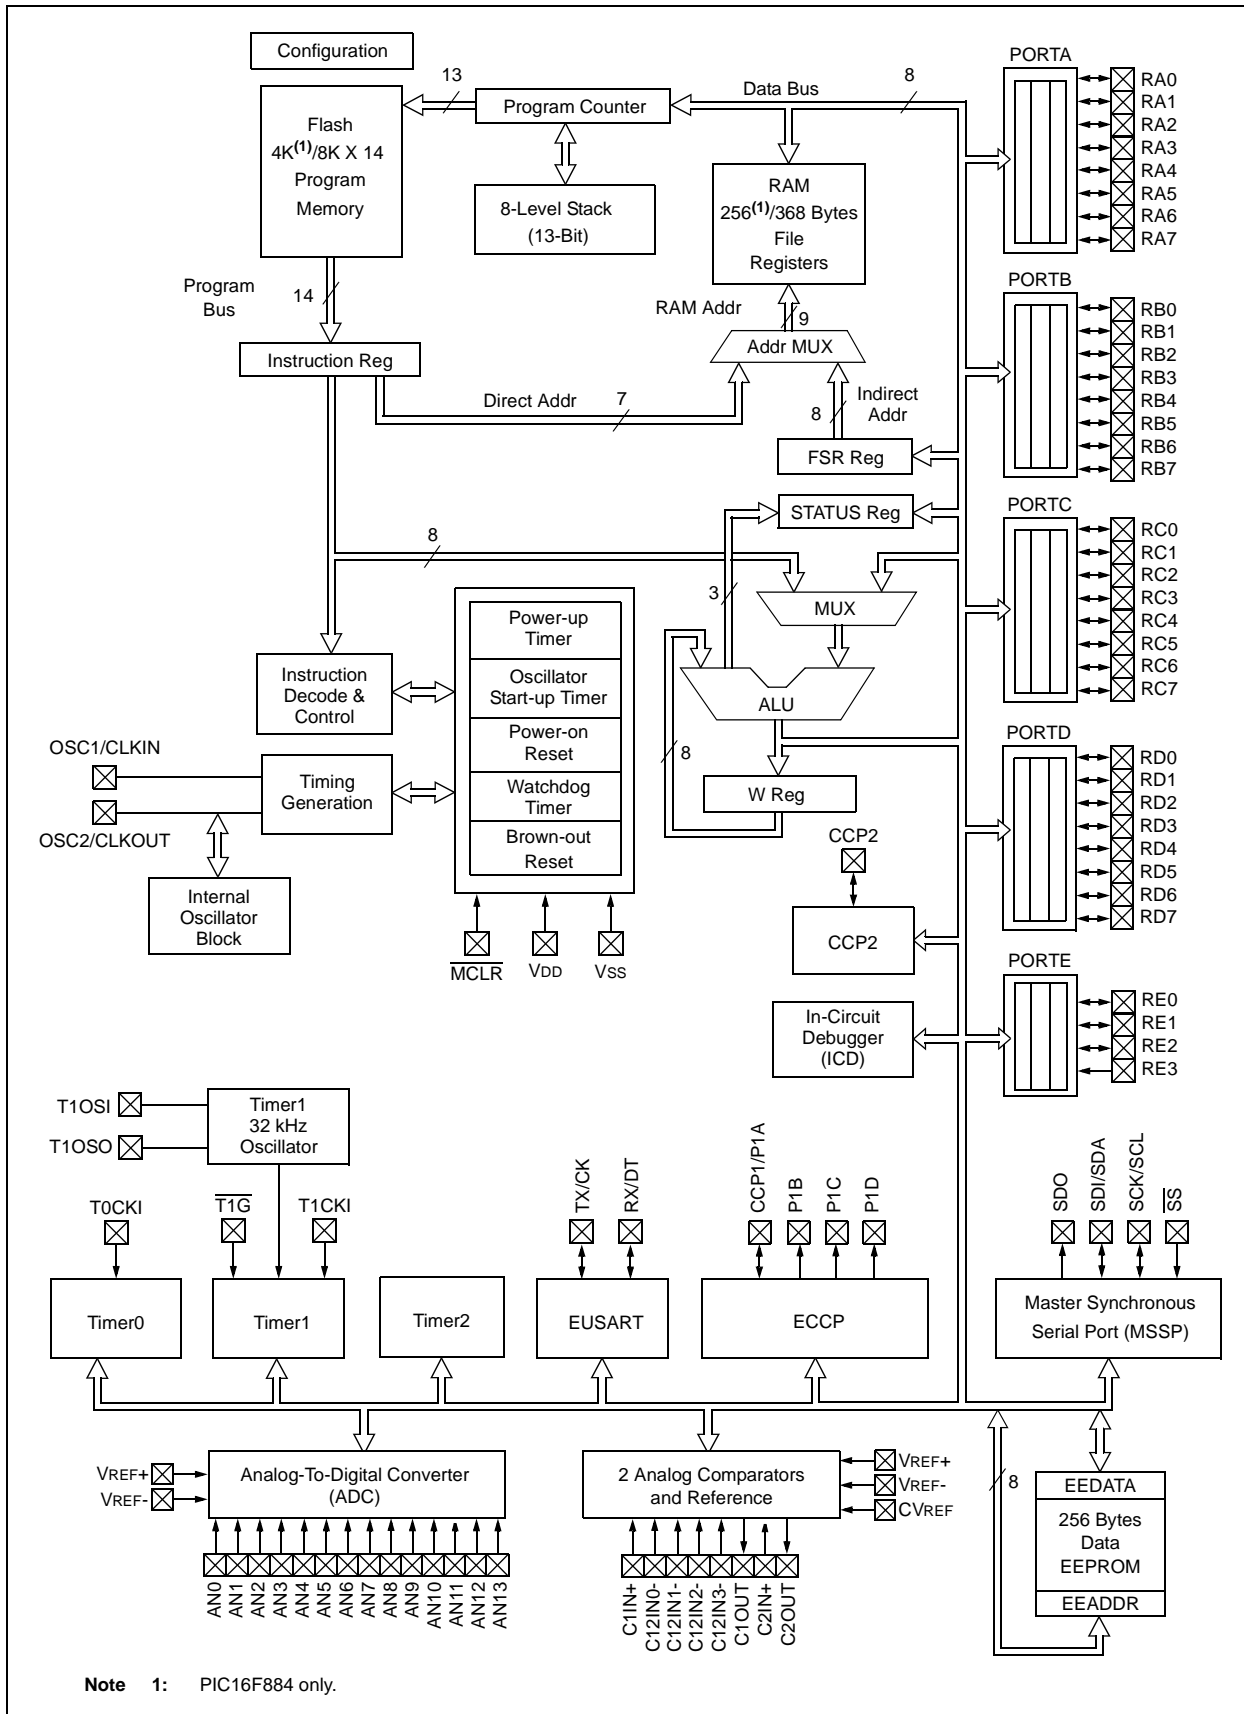 Configuration
Flash
4K(1)/8K X 14
Program
Memory
13
Program Counter
Data Bus
8
8-Level Stack
(13-Bit)
RAM
256(1)/368 Bytes
File
Registers
Program
Bus
14
RAM Addr
9
Addr MUX
Instruction Reg
Direct Addr
7
8
Indirect
Addr
FSR Reg
STATUS Reg
8
3
MUX
ALU
8
W Reg
Power-up
Timer
Oscillator
Start-up Timer
Power-on
Reset
Watchdog
Timer
Brown-out
Reset
Instruction
Decode &
Control
OSC1/CLKIN
OSC2/CLKOUT
Timing
Generation
Internal
Oscillator
Block
MCLR
VDD
VSS
CCP2
CCP2
In-Circuit
Debugger
(ICD)
PORTA
RA0
RA1
RA2
RA3
RA4
RA5
RA6
RA7
PORTB
RB0
RB1
RB2
RB3
RB4
RB5
RB6
RB7
PORTC
RC0
RC1
RC2
RC3
RC4
RC5
RC6
RC7
PORTD
RD0
RD1
RD2
RD3
RD4
RD5
RD6
RD7
PORTE
RE0
RE1
RE2
RE3
T1OSI
T1OSO
Timer1
32 kHz
Oscillator
T0CKI
T1G
T1CKI
TX/CK
RX/DT
CCP1/P1A
P1B
P1C
P1D
SDO
SDI/SDA
SCK/SCL
SS
Timer0
Timer1
Timer2
EUSART
ECCP
Master Synchronous
Serial Port (MSSP)
VREF+
VREF-
Analog-To-Digital Converter
(ADC)
AN0
AN1
AN2
AN3
AN4
AN5
AN6
AN7
AN8
AN9
AN10
AN11
AN12
AN13
2 Analog Comparators
and Reference
VREF+
VREF-
CVREF
C1IN+
C12IN0-
C12IN1-
C12IN2-
C12IN3-
C1OUT
C2IN+
C2OUT
8
EEDATA
256 Bytes
Data
EEPROM
EEADDR
Note 1: PIC16F884 only.